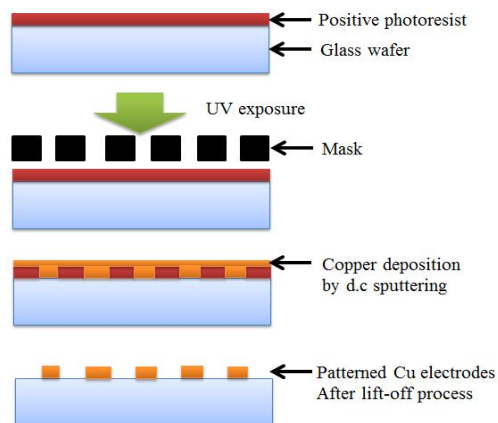 Positive photoresist
Glass wafer
UV exposure
Mask
Copper deposition
by d.c sputtering
Patterned Cu electrodes
After lift-off process